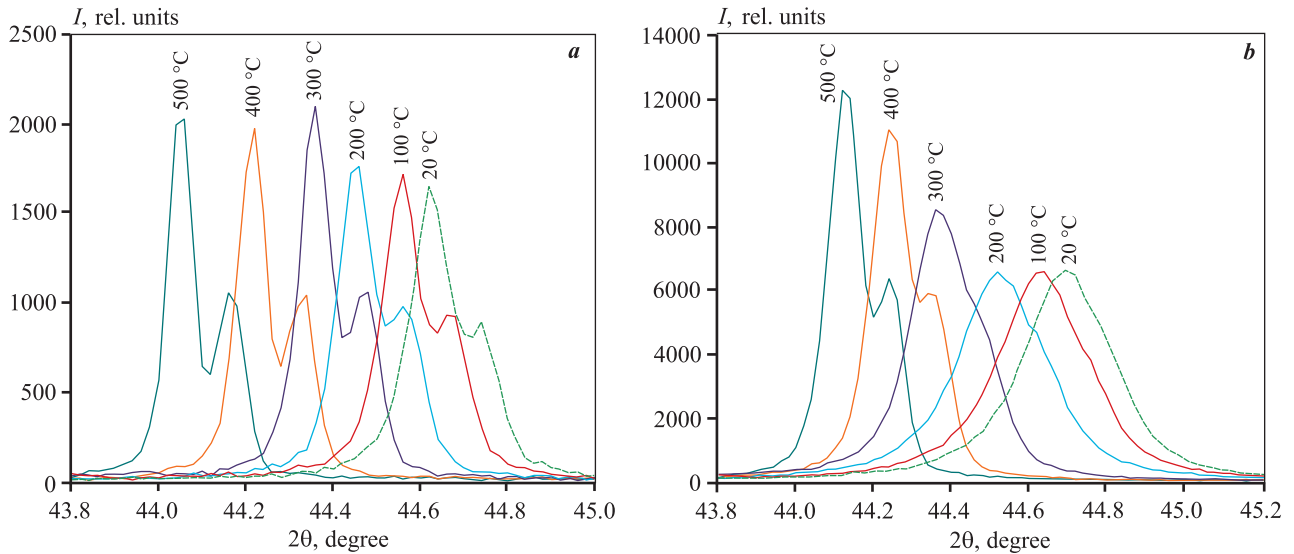 I, rel. units
a
2500
2000
1500
1000
500
0
500 °C
400 °C
300 °C
200 °C
100 °C
20 °C
43.8 44.0 44.2 44.4 44.6 44.8 45.0
2θ, degree
I, rel. units
b
14000
12000
10000
8000
6000
4000
2000
0
500 °C
400 °C
300 °C
200 °C
100 °C
20 °C
43.8 44.0 44.2 44.4 44.6 44.8 45.0 45.2
2θ, degree